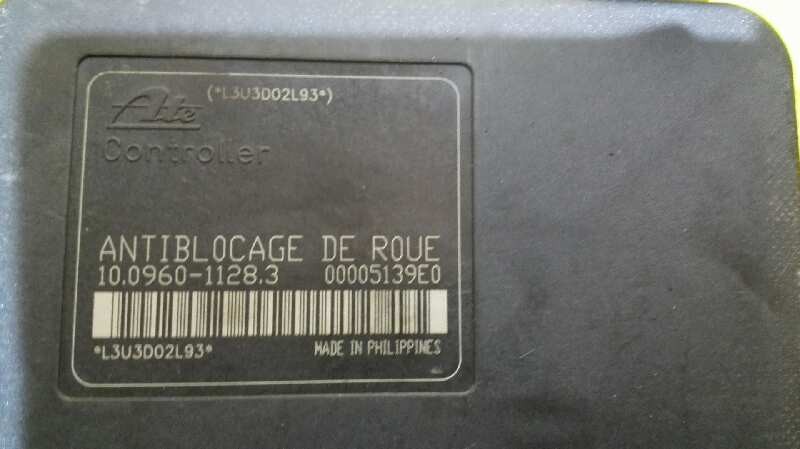 (*L3U3D02L93*)
Ate
Controller
ANTIBLOCAGE DE ROUE
10.0960-1128.3 00005139E0
*L3U3D02L93*
MADE IN PHILIPPINES